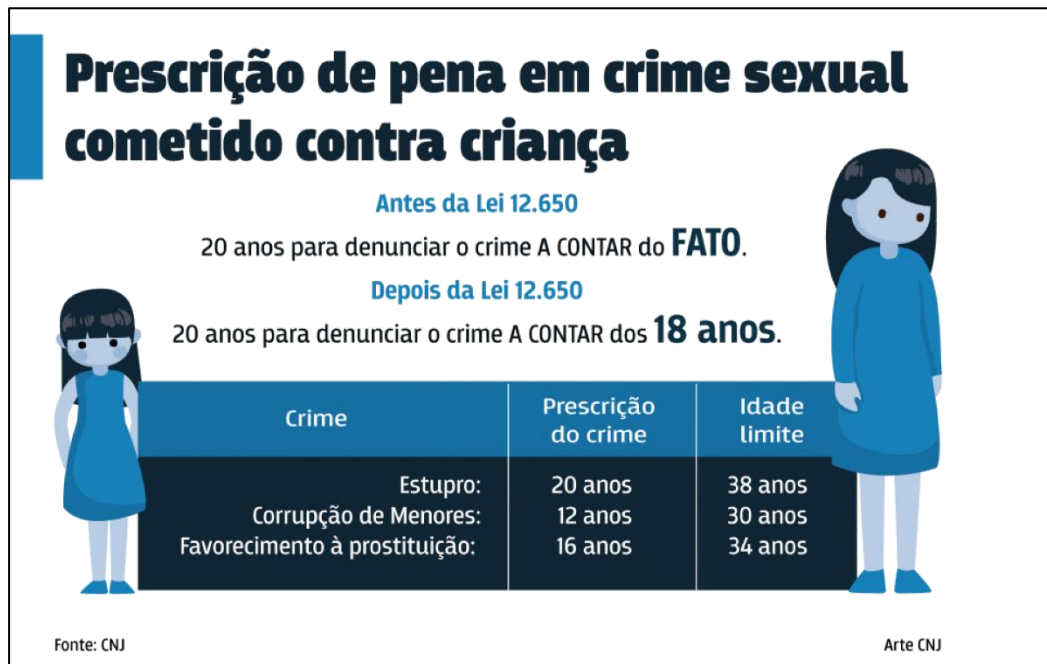 Prescrição de pena em crime sexual
cometido contra criança
Antes da Lei 12.650
20 anos para denunciar o crime A CONTAR do FATO.
Depois da Lei 12.650
20 anos para denunciar o crime A CONTAR dos 18 anos.
Crime
Prescrição
do crime
Idade
limite
Estupro: 20 anos 38 anos
Corrupção de Menores: 12 anos 30 anos
Favorecimento à prostituição: 16 anos 34 anos
Fonte: CNJ
Arte CNJ